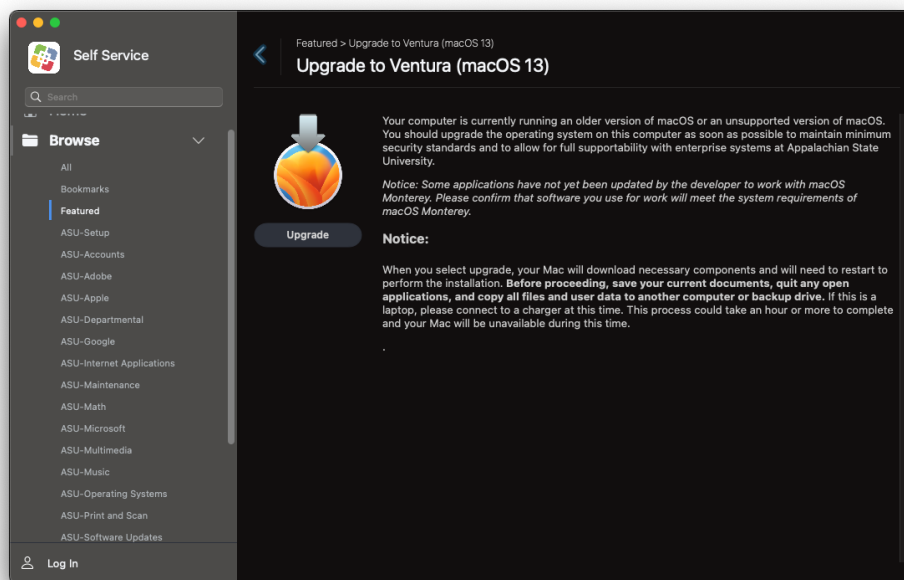 Self Service
Search
Home
Browse
All
Bookmarks
Featured
ASU-Setup
ASU-Accounts
ASU-Adobe
ASU-Apple
ASU-Departmental
ASU-Google
ASU-Internet Applications
ASU-Maintenance
ASU-Math
ASU-Microsoft
ASU-Multimedia
ASU-Music
ASU-Operating Systems
ASU-Print and Scan
ASU-Software Updates
Log In
Featured > Upgrade to Ventura (macOS 13)
Upgrade to Ventura (macOS 13)
Upgrade
Your computer is currently running an older version of macOS or an unsupported version of macOS.
You should upgrade the operating system on this computer as soon as possible to maintain minimum
security standards and to allow for full supportability with enterprise systems at Appalachian State
University.
Notice: Some applications have not yet been updated by the developer to work with macOS
Monterey. Please confirm that software you use for work will meet the system requirements of
macOS Monterey.
Notice:
When you select upgrade, your Mac will download necessary components and will need to restart to
perform the installation. Before proceeding, save your current documents, quit any open
applications, and copy all files and user data to another computer or backup drive. If this is a
laptop, please connect to a charger at this time. This process could take an hour or more to complete
and your Mac will be unavailable during this time.
.